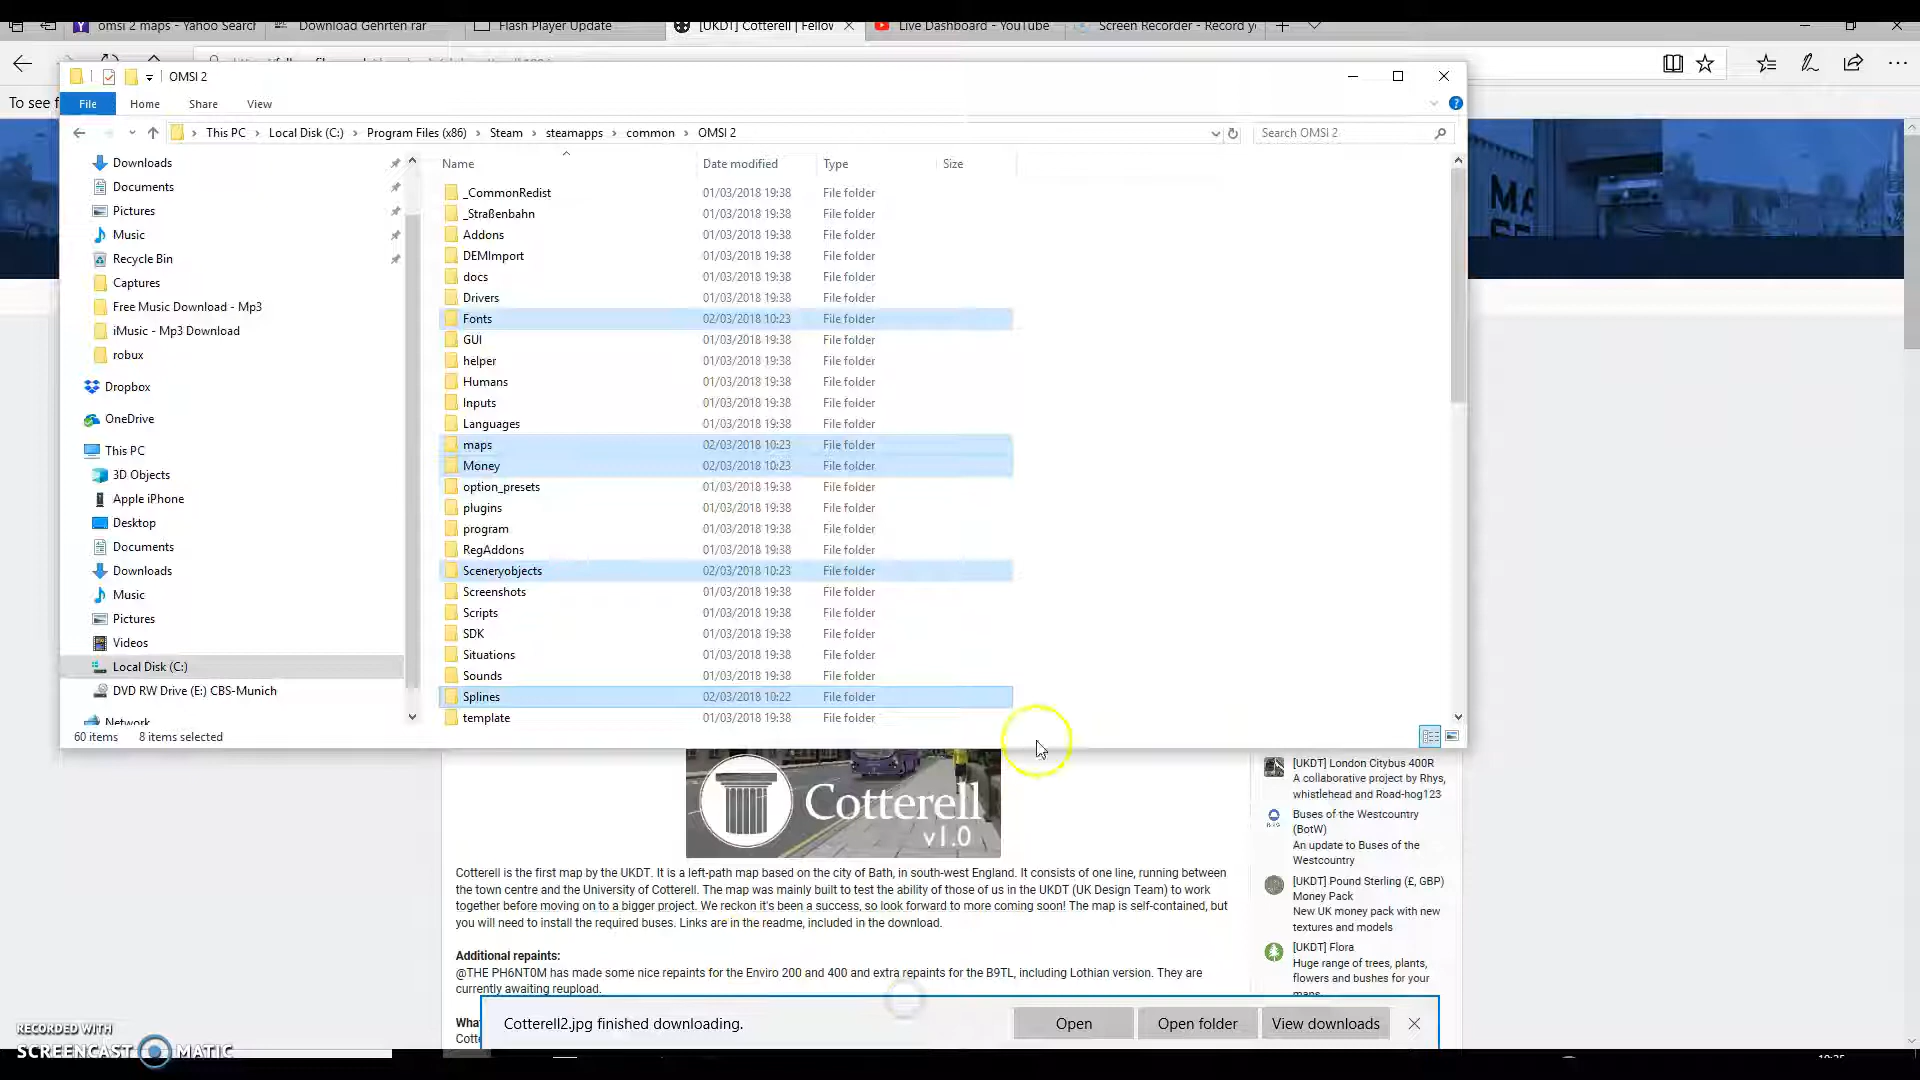 omsi 2 maps - Yahoo Search
Download Gehrten rar
Flash Player Update
[UKDT] Cotterell | Fellow
Live Dashboard - YouTube
Screen Recorder - Record yo
To see f
OMSI 2
File
Home
Share
View
This PC
Local Disk (C:)
Program Files (x86)
Steam
steamapps
common
OMSI 2
Search OMSI 2
Downloads
Documents
Pictures
Music
Recycle Bin
Captures
Free Music Download - Mp3
iMusic - Mp3 Download
robux
Dropbox
OneDrive
This PC
3D Objects
Apple iPhone
Desktop
Documents
Downloads
Music
Pictures
Videos
Local Disk (C:)
DVD RW Drive (E:) CBS-Munich
Network
Name Date modified Type Size
_CommonRedist 01/03/2018 19:38 File folder
_Straßenbahn 01/03/2018 19:38 File folder
Addons 01/03/2018 19:38 File folder
DEMImport 01/03/2018 19:38 File folder
docs 01/03/2018 19:38 File folder
Drivers 01/03/2018 19:38 File folder
Fonts 02/03/2018 10:23 File folder
GUI 01/03/2018 19:38 File folder
helper 01/03/2018 19:38 File folder
Humans 01/03/2018 19:38 File folder
Inputs 01/03/2018 19:38 File folder
Languages 01/03/2018 19:38 File folder
maps 02/03/2018 10:23 File folder
Money 02/03/2018 10:23 File folder
option_presets 01/03/2018 19:38 File folder
plugins 01/03/2018 19:38 File folder
program 01/03/2018 19:38 File folder
RegAddons 01/03/2018 19:38 File folder
Sceneryobjects 02/03/2018 10:23 File folder
Screenshots 01/03/2018 19:38 File folder
Scripts 01/03/2018 19:38 File folder
SDK 01/03/2018 19:38 File folder
Situations 01/03/2018 19:38 File folder
Sounds 01/03/2018 19:38 File folder
Splines 02/03/2018 10:22 File folder
template 01/03/2018 19:38 File folder
60 items 8 items selected
Cotterell
v1.0
Cotterell is the first map by the UKDT. It is a left-path map based on the city of Bath, in south-west England. It consists of one line, running between
the town centre and the University of Cotterell. The map was mainly built to test the ability of those of us in the UKDT (UK Design Team) to work
together before moving on to a bigger project. We reckon it's been a success, so look forward to more coming soon! The map is self-contained, but
you will need to install the required buses. Links are in the readme, included in the download.
Additional repaints:
@THE PH6NT0M has made some nice repaints for the Enviro 200 and 400 and extra repaints for the B9TL, including Lothian version. They are
currently awaiting reupload.
[UKDT] London Citybus 400R
A collaborative project by Rhys,
whistlehead and Road-hog123
Buses of the Westcountry
(BotW)
An update to Buses of the
Westcountry
[UKDT] Pound Sterling (£, GBP)
Money Pack
New UK money pack with new
textures and models
[UKDT] Flora
Huge range of trees, plants,
flowers and bushes for your
maps
Cotterell2.jpg finished downloading.
Open
Open folder
View downloads
RECORDED WITH
SCREENCAST MATIC